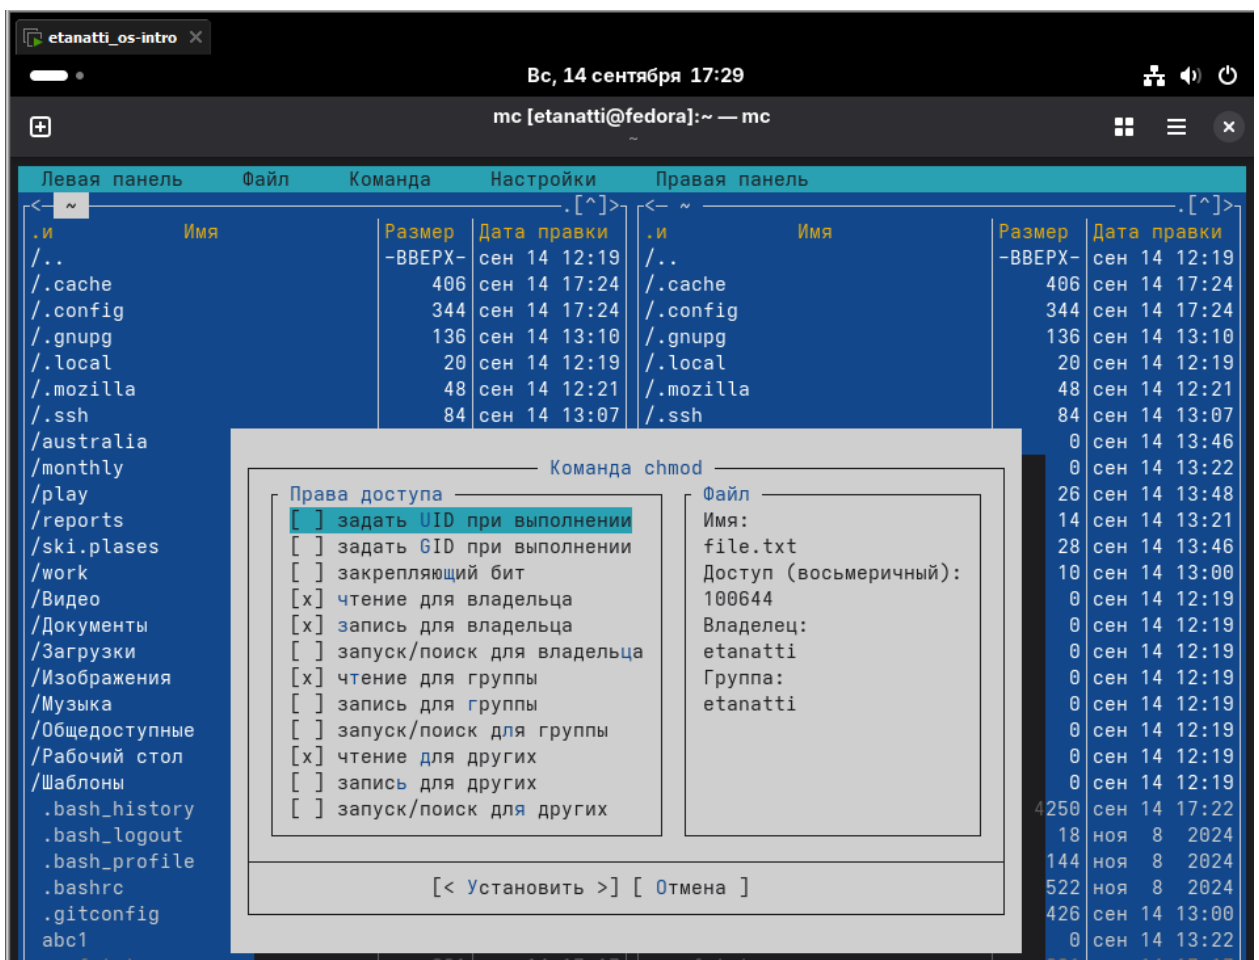 etanatti_os-intro
Вс, 14 сентября 17:29
mc [etanatti@fedora]:~ — mc
~
Левая панель Файл Команда Настройки Правая панель
<— ~ .[^]> <— ~ .[^]>
.и Имя Размер Дата правки .и Имя Размер Дата правки
/.. -ВВЕРХ- сен 14 12:19 /.. -ВВЕРХ- сен 14 12:19
/.cache 406 сен 14 17:24 /.cache 406 сен 14 17:24
/.config 344 сен 14 17:24 /.config 344 сен 14 17:24
/.gnupg 136 сен 14 13:10 /.gnupg 136 сен 14 13:10
/.local 20 сен 14 12:19 /.local 20 сен 14 12:19
/.mozilla 48 сен 14 12:21 /.mozilla 48 сен 14 12:21
/.ssh 84 сен 14 13:07 /.ssh 84 сен 14 13:07
/australia 0 сен 14 13:46
/monthly Команда chmod 0 сен 14 13:22
/play Права доступа Файл 26 сен 14 13:48
/reports [ ] задать UID при выполнении Имя: 14 сен 14 13:21
/ski.plases [ ] задать GID при выполнении file.txt 28 сен 14 13:46
/work [ ] закрепляющий бит Доступ (восьмеричный): 10 сен 14 13:00
/Видео [x] чтение для владельца 100644 0 сен 14 12:19
/Документы [x] запись для владельца Владелец: 0 сен 14 12:19
/Загрузки [ ] запуск/поиск для владельца etanatti 0 сен 14 12:19
/Изображения [x] чтение для группы Группа: 0 сен 14 12:19
/Музыка [ ] запись для группы etanatti 0 сен 14 12:19
/Общедоступные [ ] запуск/поиск для группы 0 сен 14 12:19
/Рабочий стол [x] чтение для других 0 сен 14 12:19
/Шаблоны [ ] запись для других 0 сен 14 12:19
.bash_history [ ] запуск/поиск для других 4250 сен 14 17:22
.bash_logout 18 ноя 8 2024
.bash_profile 144 ноя 8 2024
.bashrc [< Установить >] [ Отмена ] 522 ноя 8 2024
.gitconfig 426 сен 14 13:00
abc1 0 сен 14 13:22